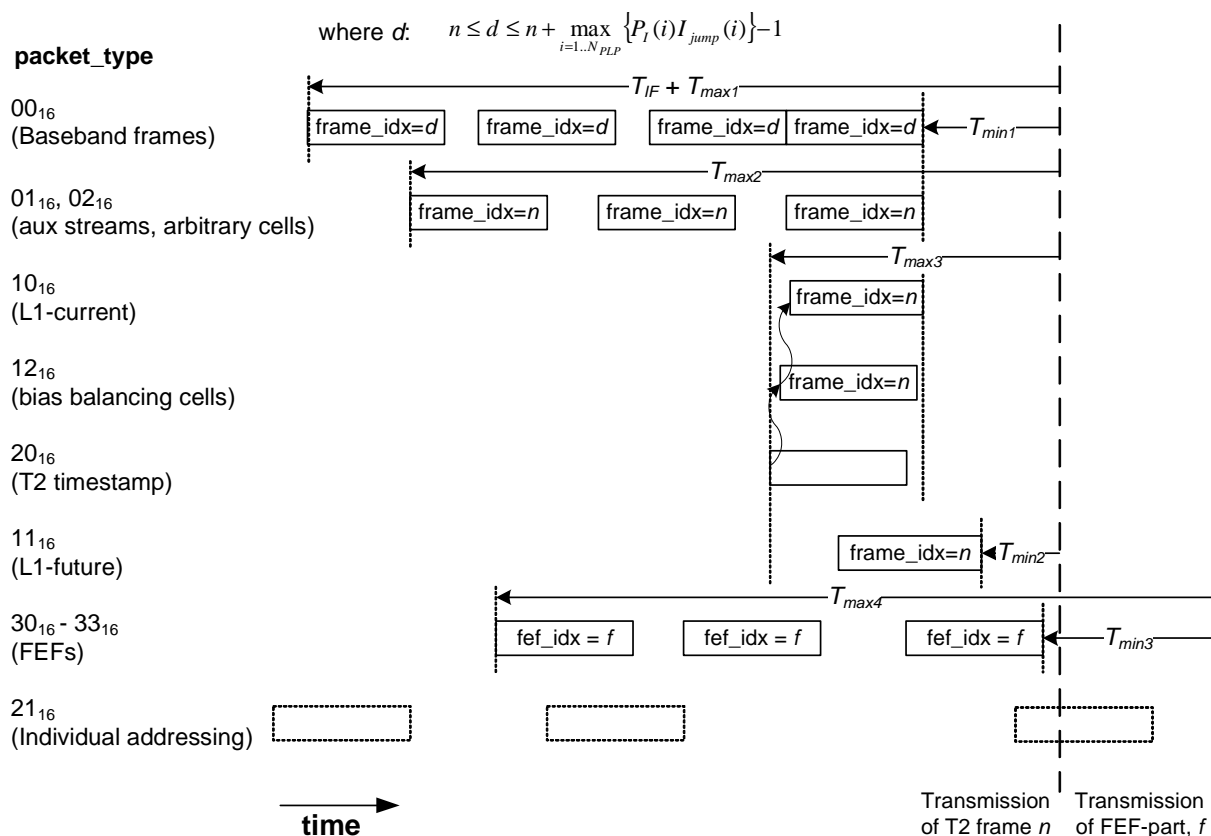 where d: n ≤ d ≤ n + max i=1..N_PLP {P_I(i) I_jump(i)} −1
packet_type
T_IF + T_max1
00₁₆
(Baseband frames)
frame_idx=d frame_idx=d frame_idx=d frame_idx=d T_min1
T_max2
01₁₆, 02₁₆
(aux streams, arbitrary cells)
frame_idx=n frame_idx=n frame_idx=n
T_max3
10₁₆
(L1-current)
frame_idx=n
12₁₆
(bias balancing cells)
frame_idx=n
20₁₆
(T2 timestamp)
11₁₆
(L1-future)
frame_idx=n T_min2
T_max4
30₁₆ - 33₁₆
(FEFs)
fef_idx = f fef_idx = f fef_idx = f T_min3
21₁₆
(Individual addressing)
time
Transmission
of T2 frame n
Transmission
of FEF-part, f